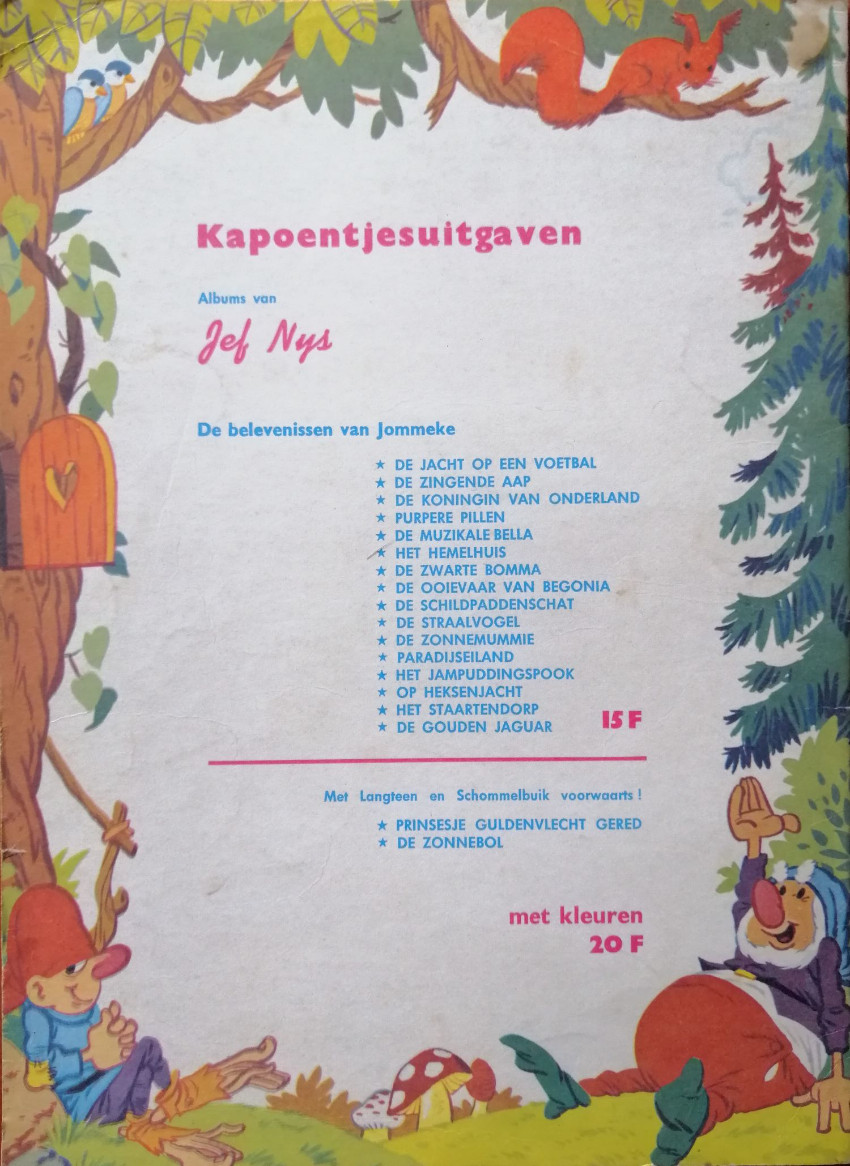 Kapoentjesuitgaven
Albums van
Jef Nys
De belevenissen van Jommeke
★ DE JACHT OP EEN VOETBAL
★ DE ZINGENDE AAP
★ DE KONINGIN VAN ONDERLAND
★ PURPERE PILLEN
★ DE MUZIKALE BELLA
★ HET HEMELHUIS
★ DE ZWARTE BOMMA
★ DE OOIEVAAR VAN BEGONIA
★ DE SCHILDPADDENSCHAT
★ DE STRAALVOGEL
★ DE ZONNEMUMMIE
★ PARADIJSEILAND
★ HET JAMPUDDINGSPOOK
★ OP HEKSENJACHT
★ HET STAARTENDORP
★ DE GOUDEN JAGUAR 15 F
Met Langteen en Schommelbuik voorwaarts !
★ PRINSESJE GULDENVLECHT GERED
★ DE ZONNEBOL
met kleuren
20 F